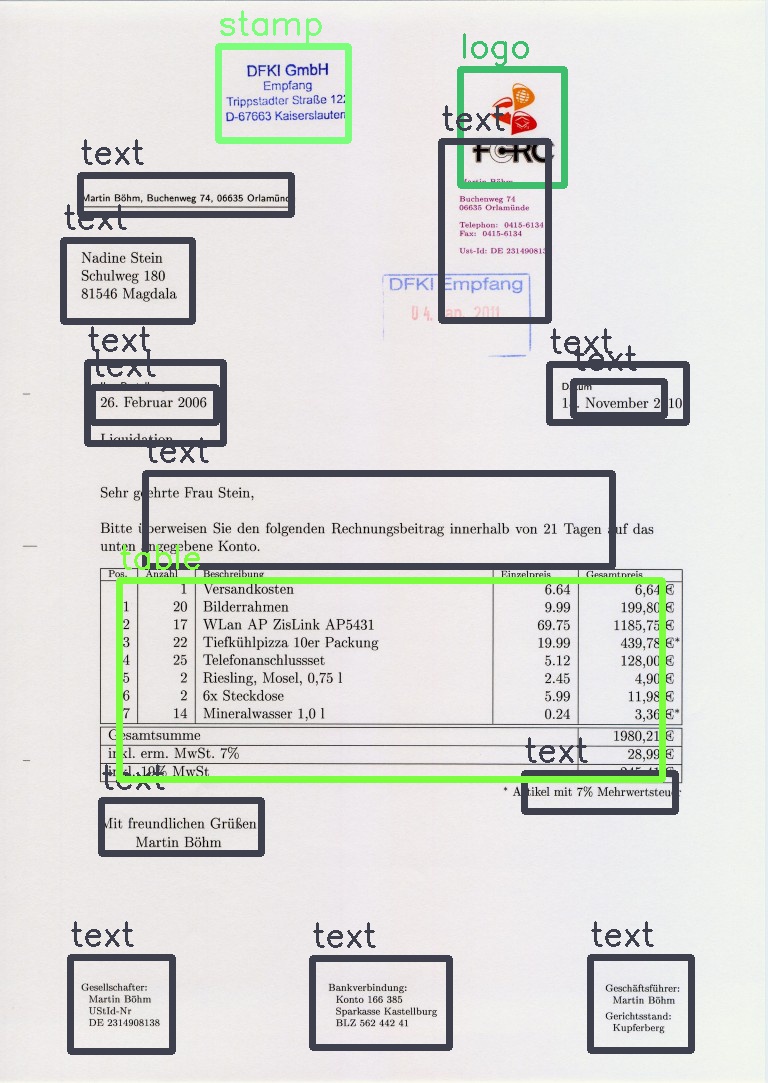 stamp
DFKI GmbH
Empfang
Trippstadter Straße 122
D-67663 Kaiserslautern
logo
text
FCRC
Martin Böhm
Buchenweg 74
06635 Orlamünde
Telephon: 0415-6134
Fax: 0415-6134
Ust-Id: DE 23149081
text
Martin Böhm, Buchenweg 74, 06635 Orlamünd
text
Nadine Stein
Schulweg 180
81546 Magdala
DFKI Empfang
04. Jan. 2011
text
text
26. Februar 2006
Liquidation
text
text
Datum
November 2010
text
Sehr geehrte Frau Stein,
Bitte überweisen Sie den folgenden Rechnungsbeitrag innerhalb von 21 Tagen auf das
unten angegebene Konto.
table
Pos. Anzahl Beschreibung Einzelpreis Gesamtpreis
1 Versandkosten 6.64 6,64 €
1 20 Bilderrahmen 9.99 199,80 €
2 17 WLan AP ZisLink AP5431 69.75 1185,75 €
3 22 Tiefkühlpizza 10er Packung 19.99 439,78 €*
4 25 Telefonanschlussset 5.12 128,00 €
5 2 Riesling, Mosel, 0,75 l 2.45 4,90 €
6 2 6x Steckdose 5.99 11,98 €
7 14 Mineralwasser 1,0 l 0.24 3,36 €*
Gesamtsumme 1980,21 €
inkl. erm. MwSt. 7% 28,99 €
inkl. 19% MwSt 245,41 €
text
* Artikel mit 7% Mehrwertsteuer
text
Mit freundlichen Grüßen
Martin Böhm
text
Gesellschafter:
Martin Böhm
UStId-Nr
DE 2314908138
text
Bankverbindung:
Konto 166 385
Sparkasse Kastellburg
BLZ 562 442 41
text
Geschäftsführer:
Martin Böhm
Gerichtsstand:
Kupferberg